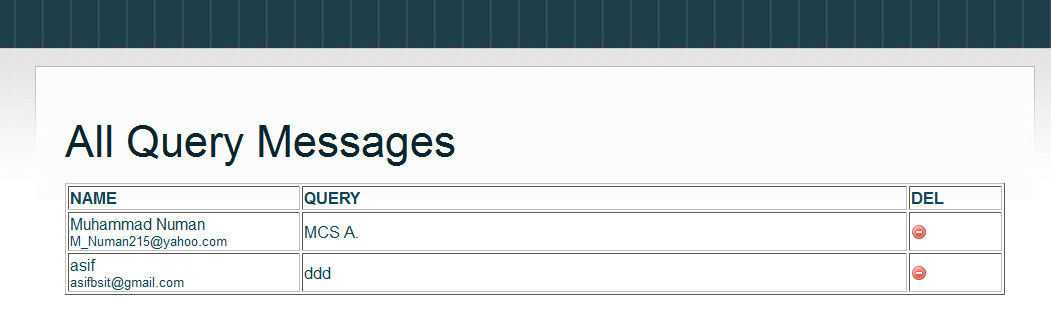 All Query Messages
NAME QUERY DEL
Muhammad Numan
M_Numan215@yahoo.com
MCS A.
asif
asifbsit@gmail.com
ddd